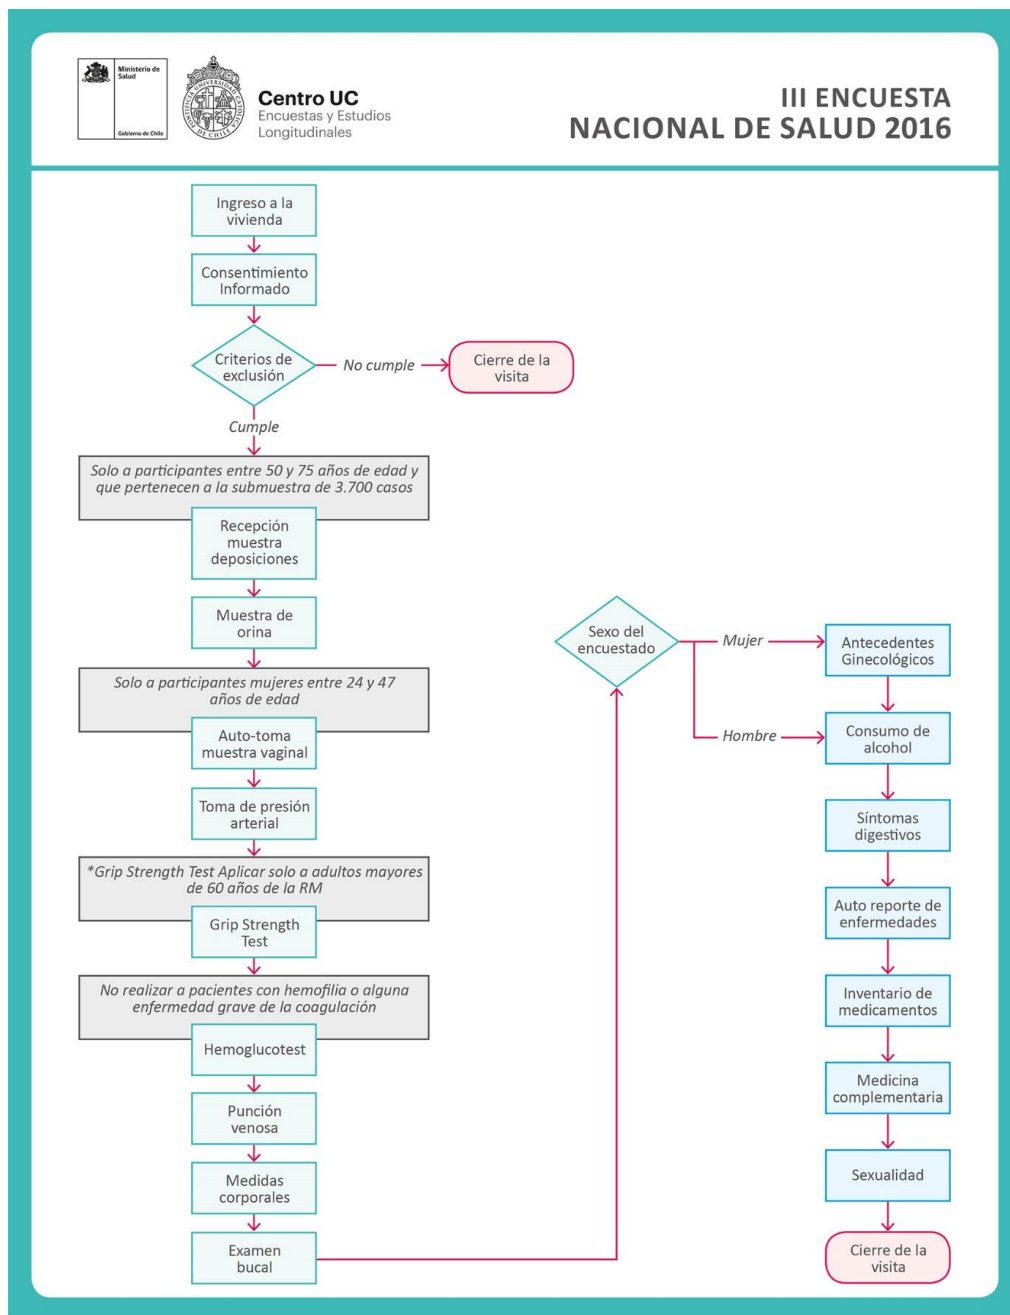 Ministerio de
Salud
Gobierno de Chile
PONTIFICIA UNIVERSIDAD CATOLICA DE CHILE
Centro UC
Encuestas y Estudios
Longitudinales
III ENCUESTA
NACIONAL DE SALUD 2016
Ingreso a la
vivienda
Consentimiento
Informado
Criterios de
exclusión
No cumple
Cierre de la
visita
Cumple
Solo a participantes entre 50 y 75 años de edad y
que pertenecen a la submuestra de 3.700 casos
Recepción
muestra
deposiciones
Muestra de
orina
Solo a participantes mujeres entre 24 y 47
años de edad
Auto-toma
muestra vaginal
Toma de presión
arterial
*Grip Strength Test Aplicar solo a adultos mayores
de 60 años de la RM
Grip Strength
Test
No realizar a pacientes con hemofilia o alguna
enfermedad grave de la coagulación
Hemoglucotest
Punción
venosa
Medidas
corporales
Examen
bucal
Sexo del
encuestado
Mujer
Hombre
Antecedentes
Ginecológicos
Consumo de
alcohol
Síntomas
digestivos
Auto reporte de
enfermedades
Inventario de
medicamentos
Medicina
complementaria
Sexualidad
Cierre de la
visita